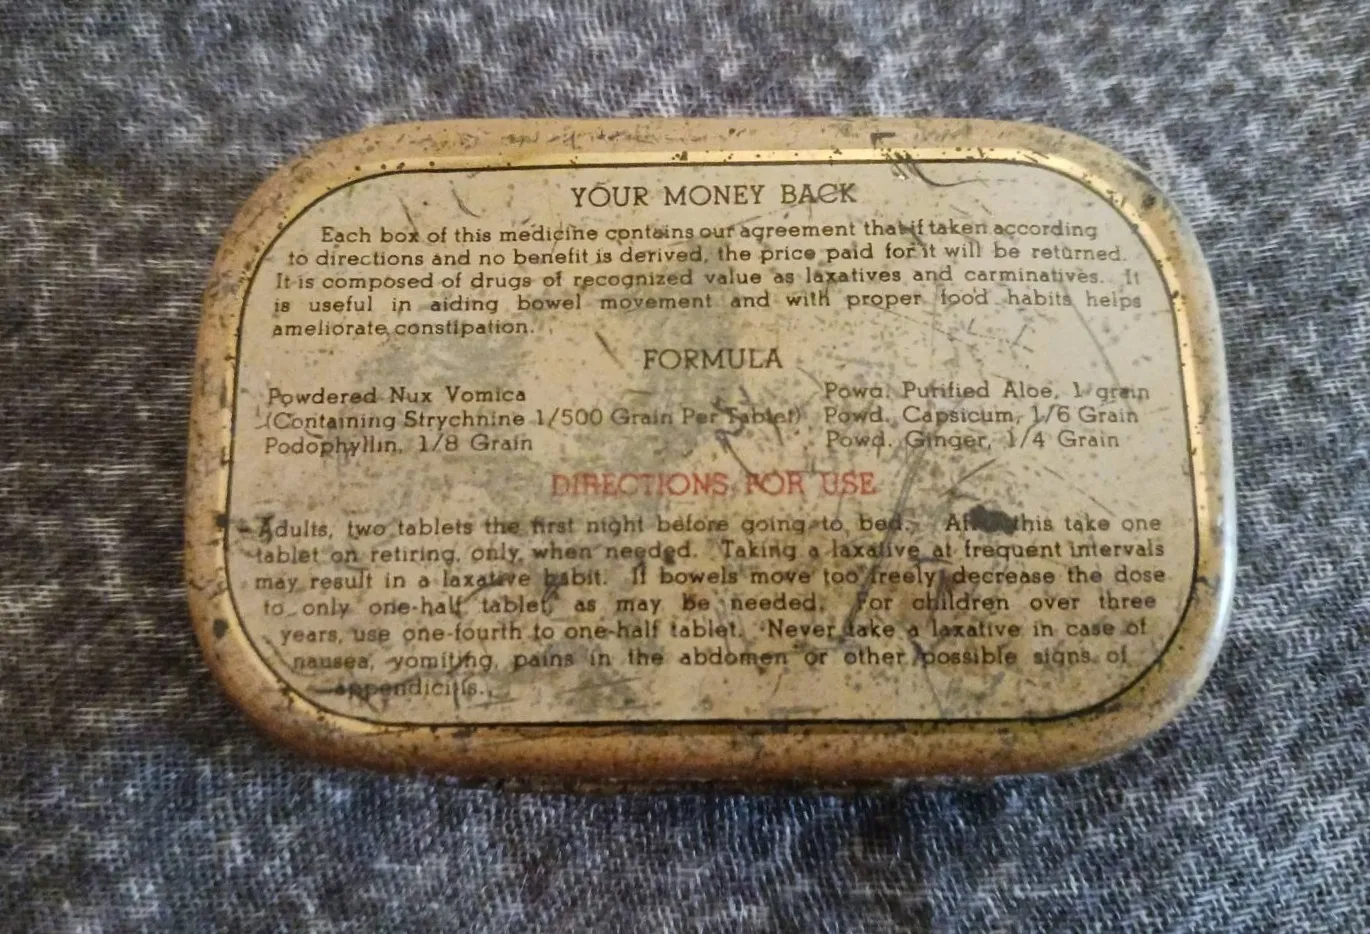 YOUR MONEY BACK
Each box of this medicine contains our agreement that if taken according
to directions and no benefit is derived, the price paid for it will be returned.
It is composed of drugs of recognized value as laxatives and carminatives. It
is useful in aiding bowel movement and with proper food habits helps
ameliorate constipation.
FORMULA
Powdered Nux Vomica
(Containing Strychnine 1/500 Grain Per Tablet)
Podophyllin, 1/8 Grain
Powd. Purified Aloe, 1 grain
Powd. Capsicum, 1/6 Grain
Powd. Ginger, 1/4 Grain
DIRECTIONS FOR USE
Adults, two tablets the first night before going to bed. After this take one
tablet on retiring, only when needed. Taking a laxative at frequent intervals
may result in a laxative habit. If bowels move too freely decrease the dose
to only one-half tablet, as may be needed. For children over three
years, use one-fourth to one-half tablet. Never take a laxative in case of
nausea, vomiting, pains in the abdomen or other possible signs of
appendicitis.